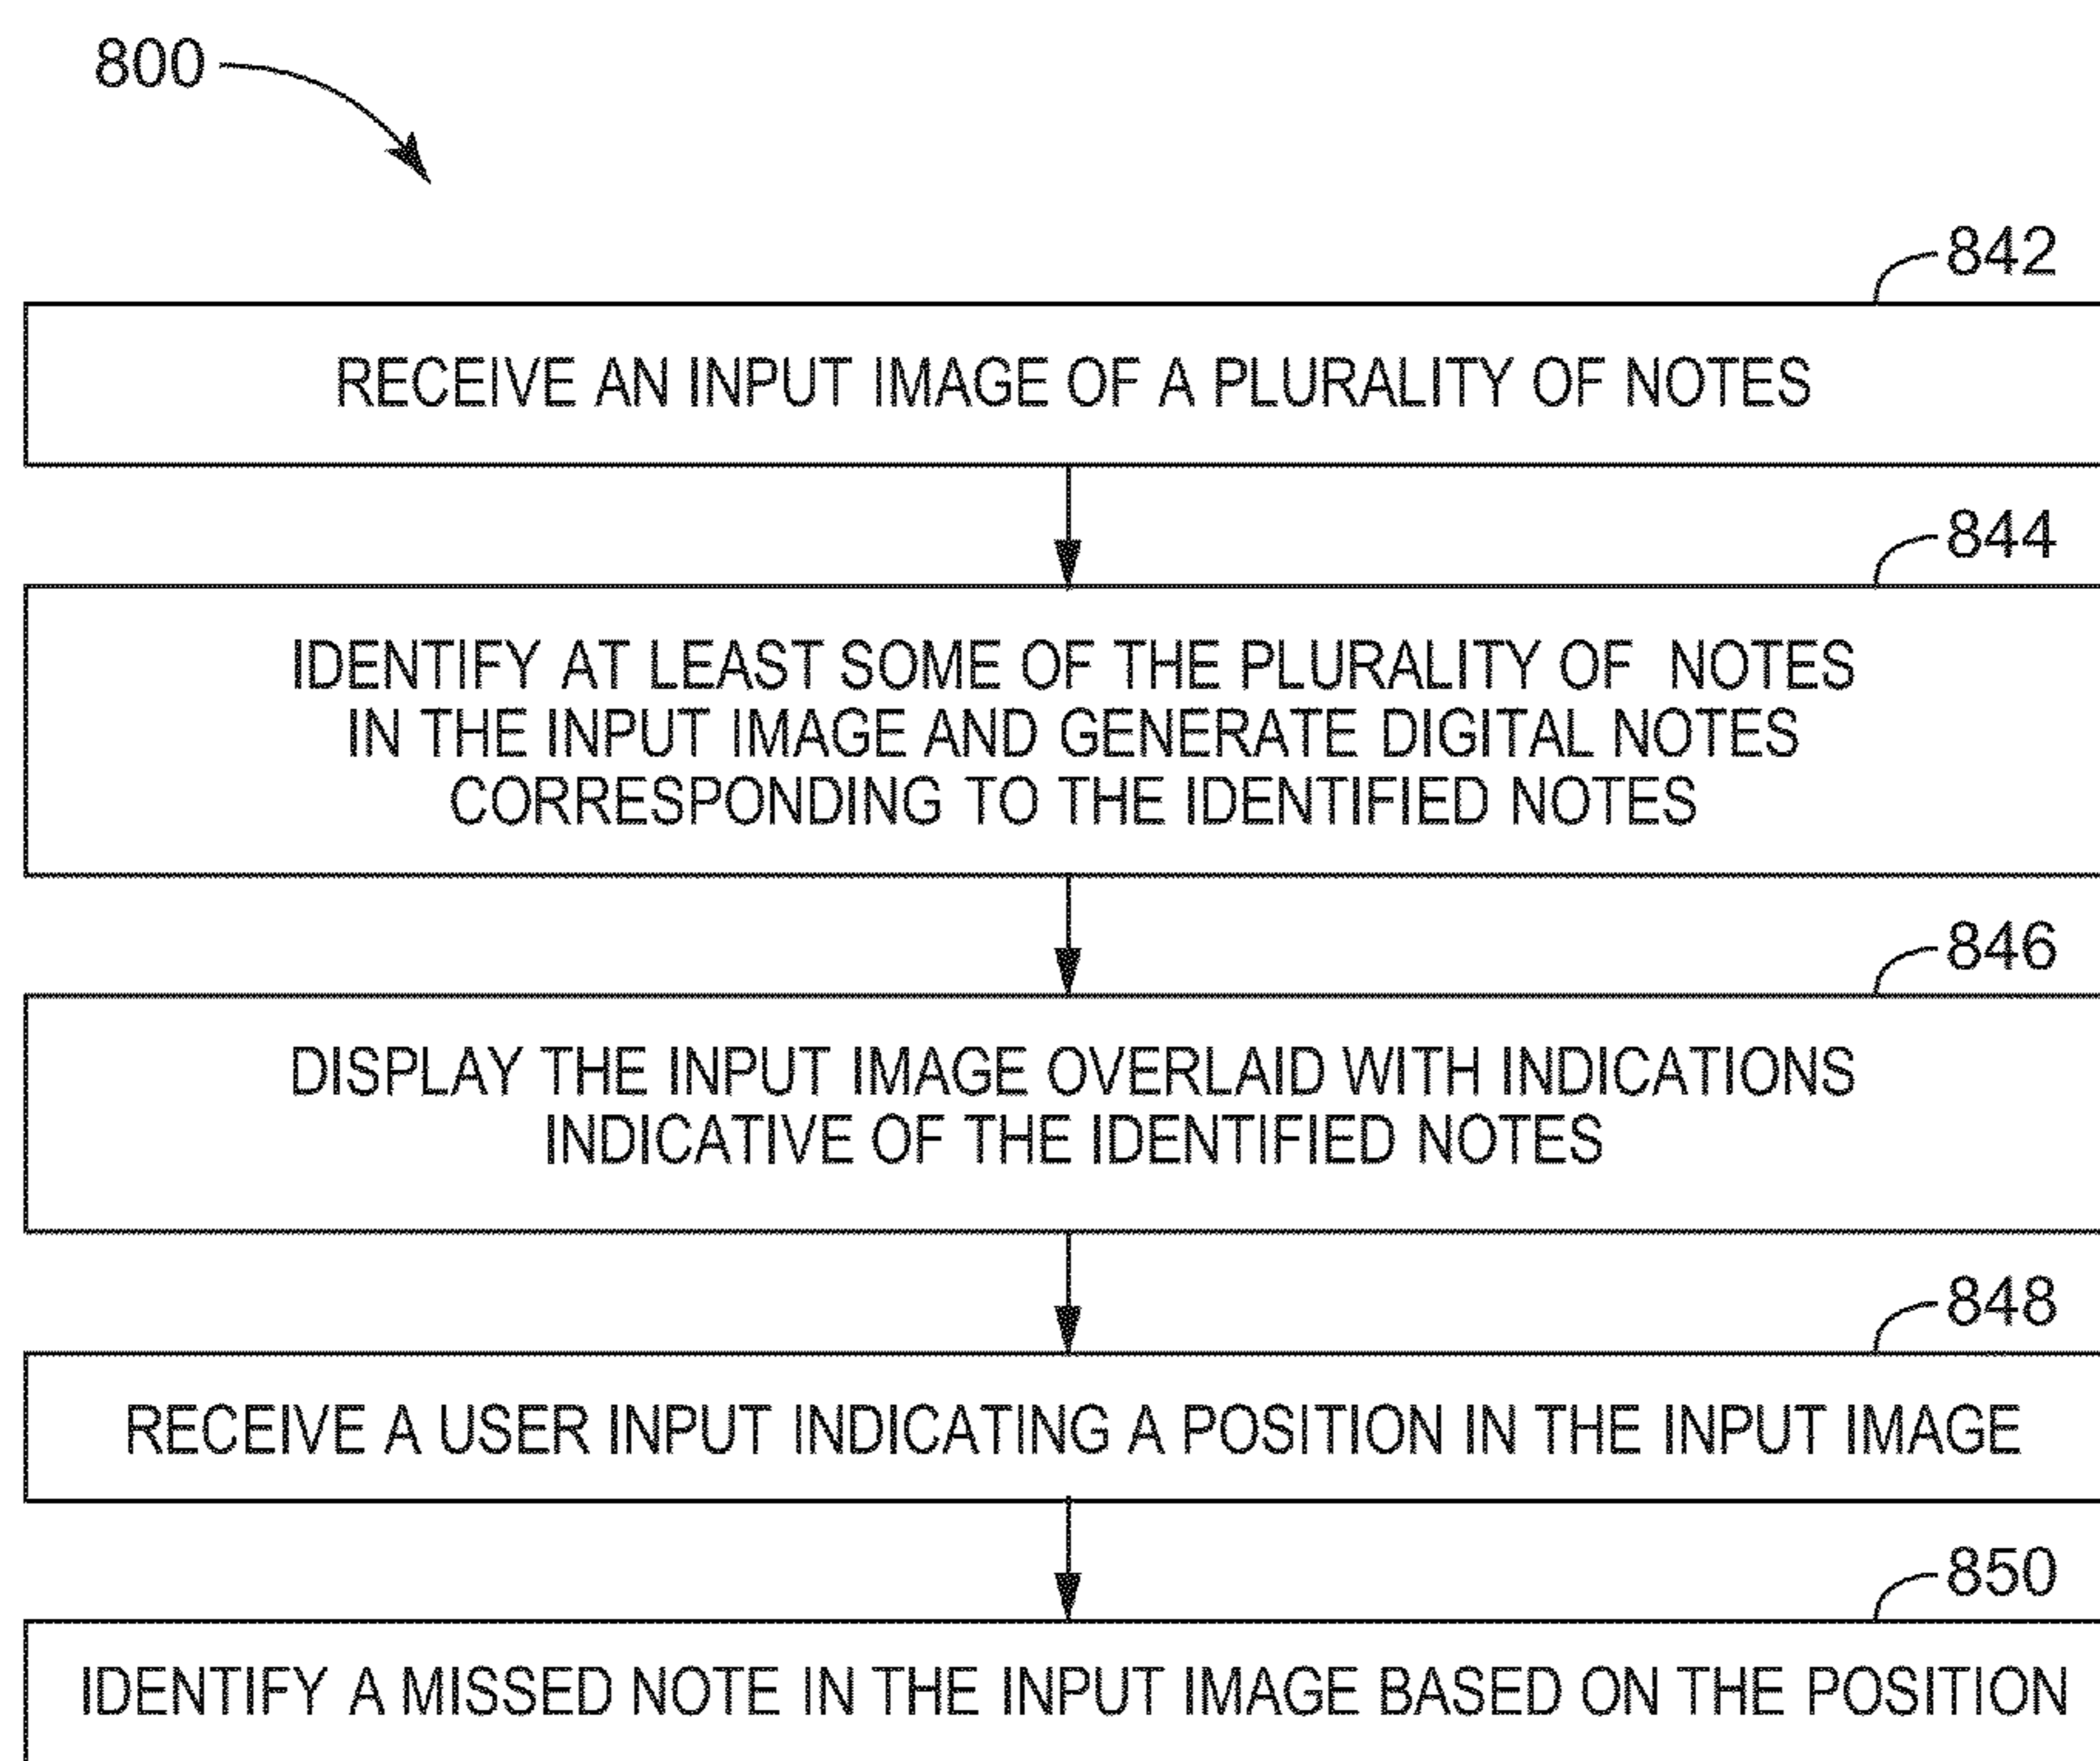 800
842
RECEIVE AN INPUT IMAGE OF A PLURALITY OF NOTES
844
IDENTIFY AT LEAST SOME OF THE PLURALITY OF NOTES
IN THE INPUT IMAGE AND GENERATE DIGITAL NOTES
CORRESPONDING TO THE IDENTIFIED NOTES
846
DISPLAY THE INPUT IMAGE OVERLAID WITH INDICATIONS
INDICATIVE OF THE IDENTIFIED NOTES
848
RECEIVE A USER INPUT INDICATING A POSITION IN THE INPUT IMAGE
850
IDENTIFY A MISSED NOTE IN THE INPUT IMAGE BASED ON THE POSITION